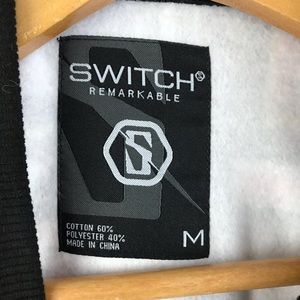 SWITCH
REMARKABLE
S
COTTON 60%
POLYESTER 40%
MADE IN CHINA
M